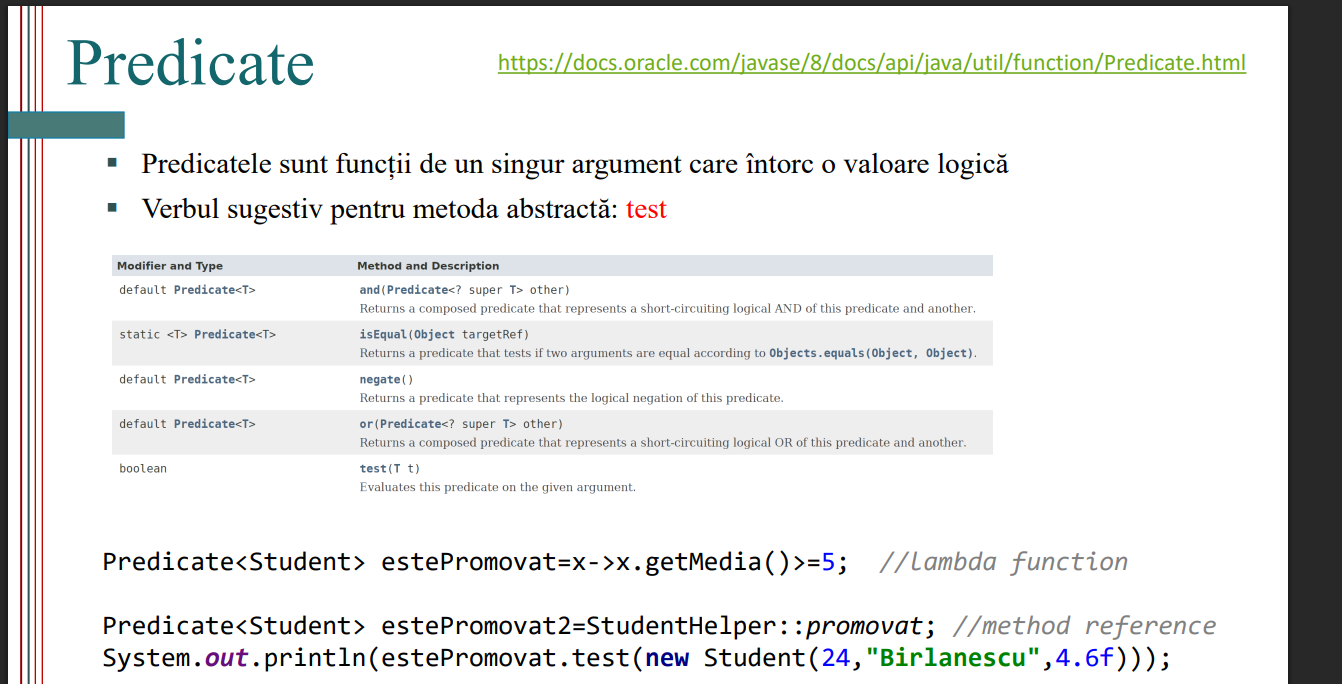 Predicate
https://docs.oracle.com/javase/8/docs/api/java/util/function/Predicate.html
▪ Predicatele sunt funcții de un singur argument care întorc o valoare logică
▪ Verbul sugestiv pentru metoda abstractă: test
Modifier and Type Method and Description
default Predicate<T> and(Predicate<? super T> other)
Returns a composed predicate that represents a short-circuiting logical AND of this predicate and another.
static <T> Predicate<T> isEqual(Object targetRef)
Returns a predicate that tests if two arguments are equal according to Objects.equals(Object, Object).
default Predicate<T> negate()
Returns a predicate that represents the logical negation of this predicate.
default Predicate<T> or(Predicate<? super T> other)
Returns a composed predicate that represents a short-circuiting logical OR of this predicate and another.
boolean test(T t)
Evaluates this predicate on the given argument.
Predicate<Student> estePromovat=x->x.getMedia()>=5; //lambda function
Predicate<Student> estePromovat2=StudentHelper::promovat; //method reference
System.out.println(estePromovat.test(new Student(24,"Birlanescu",4.6f)));